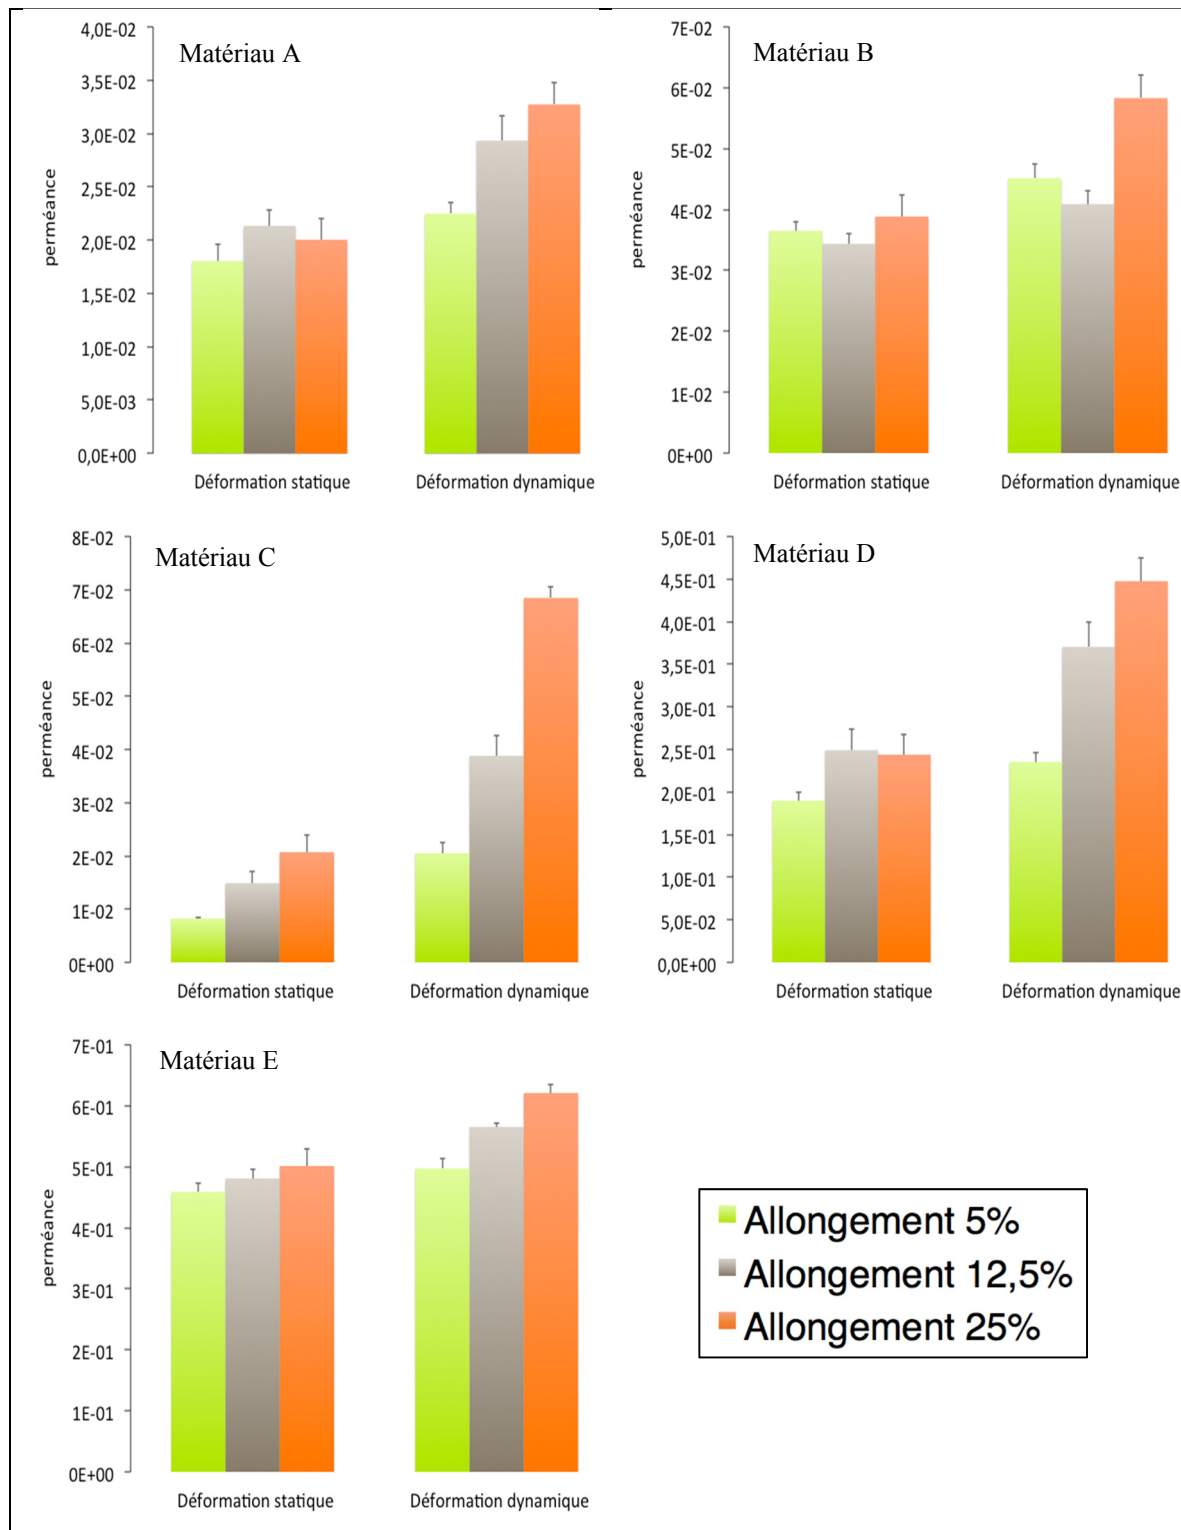 Matériau A
4,0E-02
3,5E-02
3,0E-02
2,5E-02
2,0E-02
1,5E-02
1,0E-02
5,0E-03
0,0E+00
perméance
Déformation statique
Déformation dynamique
Matériau B
7E-02
6E-02
5E-02
4E-02
3E-02
2E-02
1E-02
0E+00
perméance
Déformation statique
Déformation dynamique
Matériau C
8E-02
7E-02
6E-02
5E-02
4E-02
3E-02
2E-02
1E-02
0E+00
perméance
Déformation statique
Déformation dynamique
Matériau D
5,0E-01
4,5E-01
4,0E-01
3,5E-01
3,0E-01
2,5E-01
2,0E-01
1,5E-01
1,0E-01
5,0E-02
0,0E+00
perméance
Déformation statique
Déformation dynamique
Matériau E
7E-01
6E-01
5E-01
4E-01
3E-01
2E-01
1E-01
0E+00
perméance
Déformation statique
Déformation dynamique
Allongement 5%
Allongement 12,5%
Allongement 25%